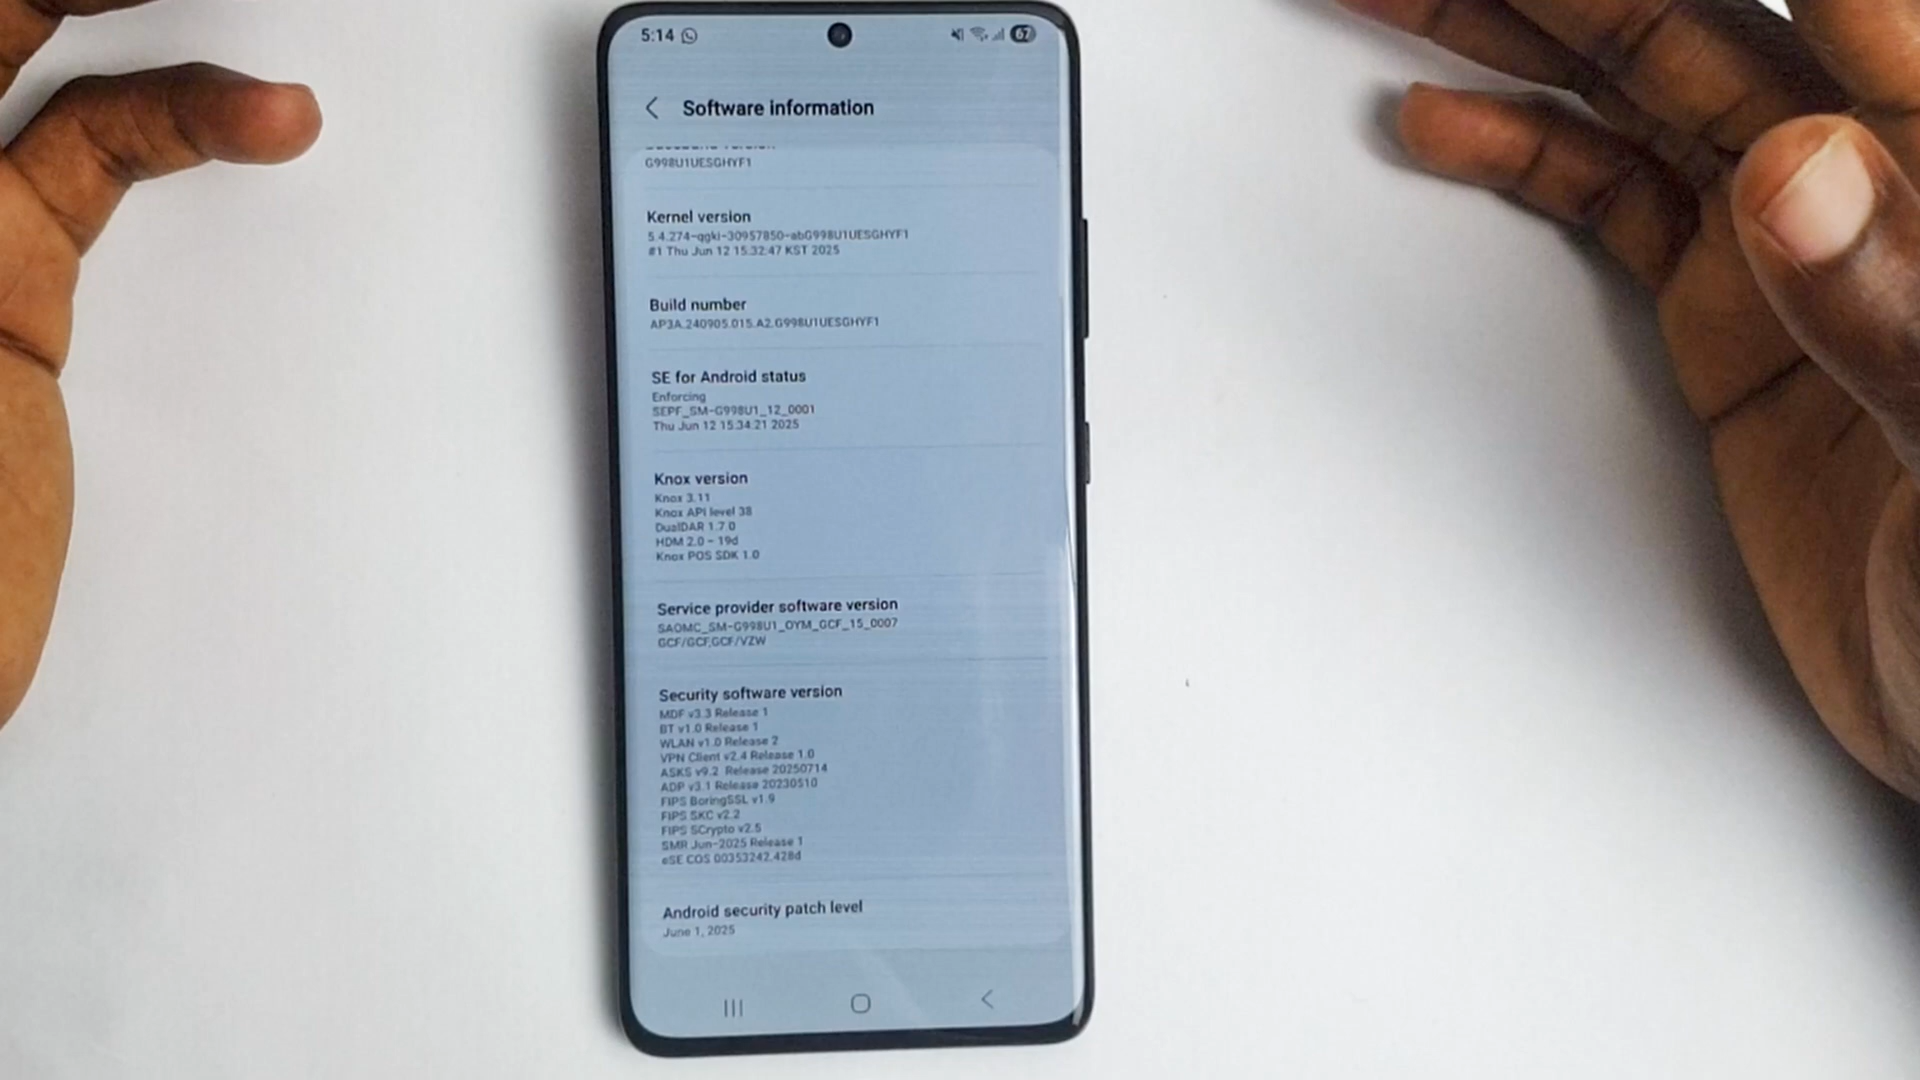 5:14
67
Software information
G998U1UESGHYF1
Kernel version
5.4.274-qgki-30957850-abG998U1UESGHYF1
#1 Thu Jun 12 15:32:47 KST 2025
Build number
AP3A.240905.015.A2.G998U1UESGHYF1
SE for Android status
Enforcing
SEPF_SM-G998U1_12_0001
Thu Jun 12 15:34:21 2025
Knox version
Knox 3.11
Knox API level 38
DualDAR 1.7.0
HDM 2.0 - 19d
Knox POS SDK 1.0
Service provider software version
SAOMC_SM-G998U1_OYM_GCF_15_0007
GCF/GCF,GCF/VZW
Security software version
MDF v3.3 Release 1
BT v1.0 Release 1
WLAN v1.0 Release 2
VPN Client v2.4 Release 1.0
ASKS v9.2 Release 20250714
ADP v3.1 Release 20230510
FIPS BoringSSL v1.9
FIPS SKC v2.2
FIPS SCrypto v2.5
SMR Jun-2025 Release 1
eSE COS 00353242.428d
Android security patch level
June 1, 2025